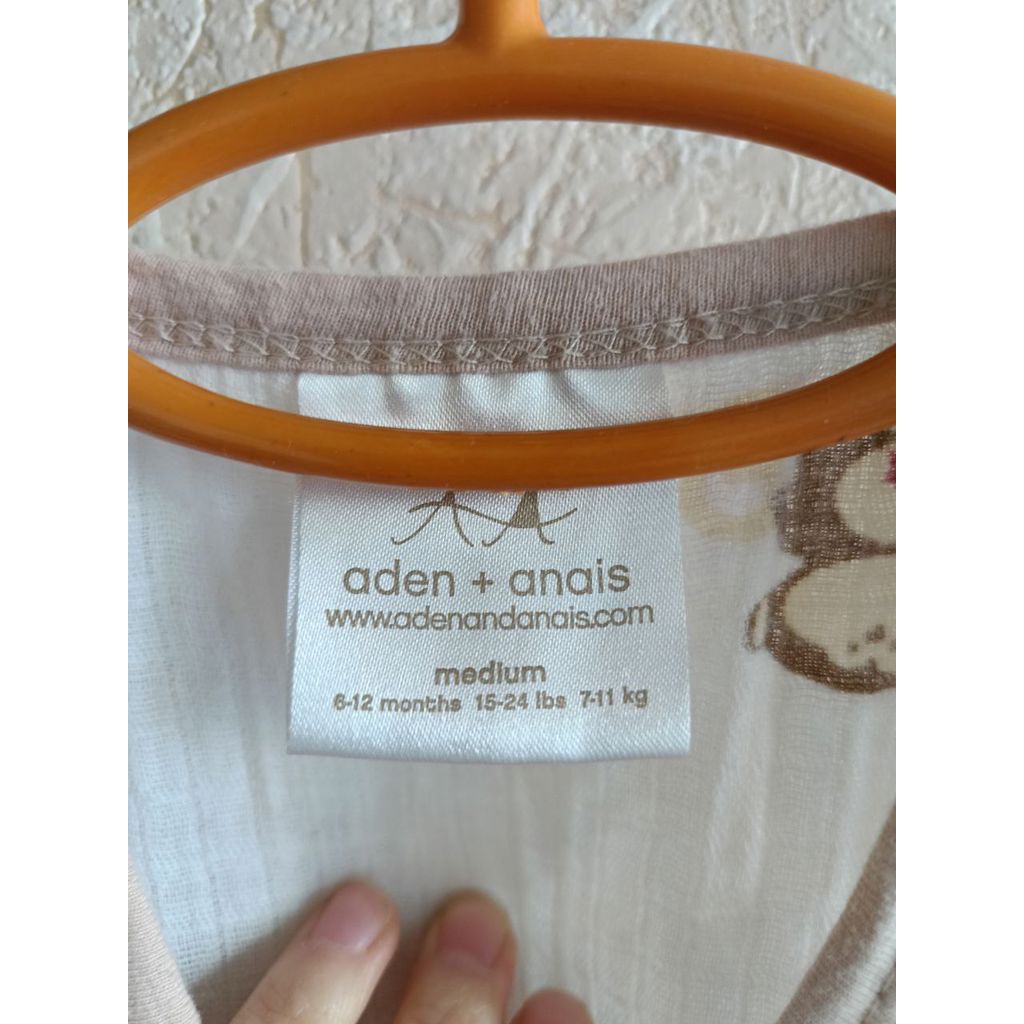 aden + anais
www.adenandanais.com
medium
6-12 months 15-24 lbs 7-11 kg